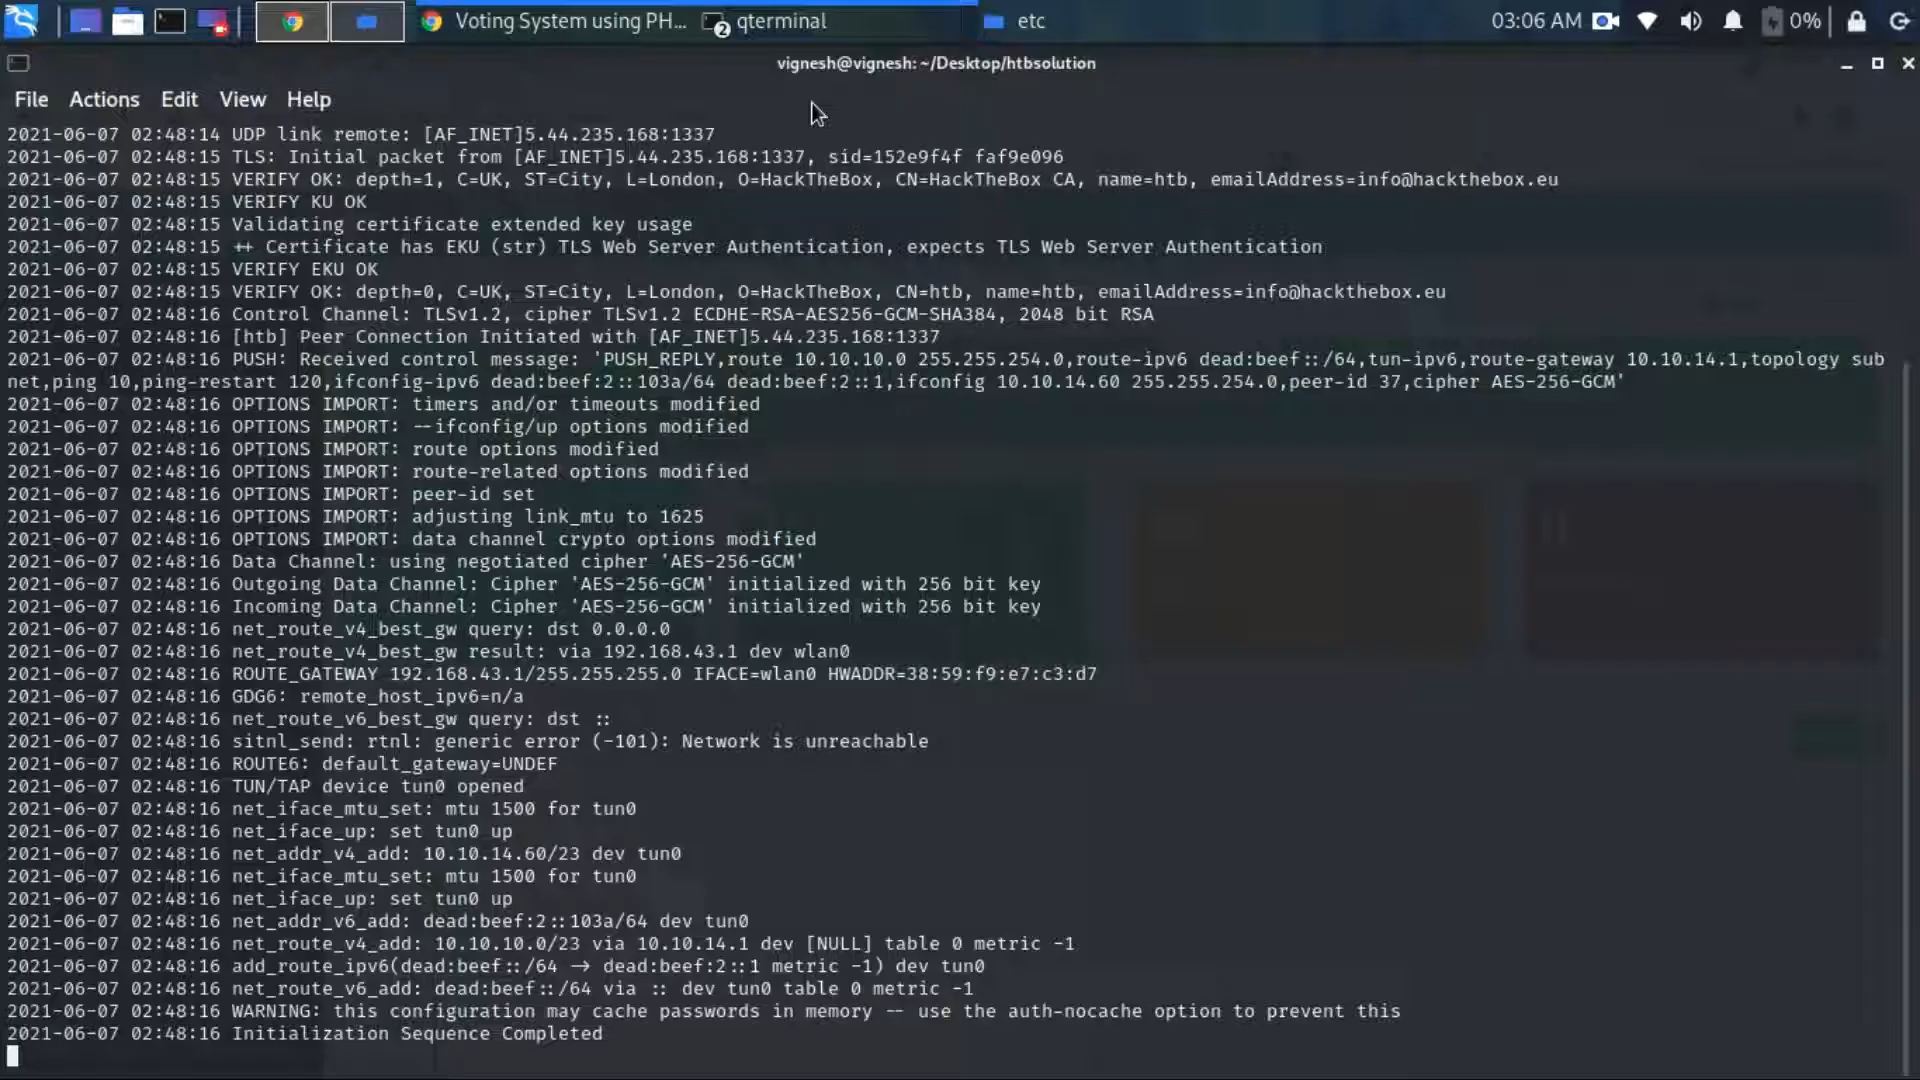 Voting System using PH...
2
qterminal
etc
03:06 AM
0%
vignesh@vignesh: ~/Desktop/htbsolution
File Actions Edit View Help
2021-06-07 02:48:14 UDP link remote: [AF_INET]5.44.235.168:1337
2021-06-07 02:48:15 TLS: Initial packet from [AF_INET]5.44.235.168:1337, sid=152e9f4f faf9e096
2021-06-07 02:48:15 VERIFY OK: depth=1, C=UK, ST=City, L=London, O=HackTheBox, CN=HackTheBox CA, name=htb, emailAddress=info@hackthebox.eu
2021-06-07 02:48:15 VERIFY KU OK
2021-06-07 02:48:15 Validating certificate extended key usage
2021-06-07 02:48:15 ++ Certificate has EKU (str) TLS Web Server Authentication, expects TLS Web Server Authentication
2021-06-07 02:48:15 VERIFY EKU OK
2021-06-07 02:48:15 VERIFY OK: depth=0, C=UK, ST=City, L=London, O=HackTheBox, CN=htb, name=htb, emailAddress=info@hackthebox.eu
2021-06-07 02:48:16 Control Channel: TLSv1.2, cipher TLSv1.2 ECDHE-RSA-AES256-GCM-SHA384, 2048 bit RSA
2021-06-07 02:48:16 [htb] Peer Connection Initiated with [AF_INET]5.44.235.168:1337
2021-06-07 02:48:16 PUSH: Received control message: 'PUSH_REPLY,route 10.10.10.0 255.255.254.0,route-ipv6 dead:beef::/64,tun-ipv6,route-gateway 10.10.14.1,topology sub
net,ping 10,ping-restart 120,ifconfig-ipv6 dead:beef:2::103a/64 dead:beef:2::1,ifconfig 10.10.14.60 255.255.254.0,peer-id 37,cipher AES-256-GCM'
2021-06-07 02:48:16 OPTIONS IMPORT: timers and/or timeouts modified
2021-06-07 02:48:16 OPTIONS IMPORT: --ifconfig/up options modified
2021-06-07 02:48:16 OPTIONS IMPORT: route options modified
2021-06-07 02:48:16 OPTIONS IMPORT: route-related options modified
2021-06-07 02:48:16 OPTIONS IMPORT: peer-id set
2021-06-07 02:48:16 OPTIONS IMPORT: adjusting link_mtu to 1625
2021-06-07 02:48:16 OPTIONS IMPORT: data channel crypto options modified
2021-06-07 02:48:16 Data Channel: using negotiated cipher 'AES-256-GCM'
2021-06-07 02:48:16 Outgoing Data Channel: Cipher 'AES-256-GCM' initialized with 256 bit key
2021-06-07 02:48:16 Incoming Data Channel: Cipher 'AES-256-GCM' initialized with 256 bit key
2021-06-07 02:48:16 net_route_v4_best_gw query: dst 0.0.0.0
2021-06-07 02:48:16 net_route_v4_best_gw result: via 192.168.43.1 dev wlan0
2021-06-07 02:48:16 ROUTE_GATEWAY 192.168.43.1/255.255.255.0 IFACE=wlan0 HWADDR=38:59:f9:e7:c3:d7
2021-06-07 02:48:16 GDG6: remote_host_ipv6=n/a
2021-06-07 02:48:16 net_route_v6_best_gw query: dst ::
2021-06-07 02:48:16 sitnl_send: rtnl: generic error (-101): Network is unreachable
2021-06-07 02:48:16 ROUTE6: default_gateway=UNDEF
2021-06-07 02:48:16 TUN/TAP device tun0 opened
2021-06-07 02:48:16 net_iface_mtu_set: mtu 1500 for tun0
2021-06-07 02:48:16 net_iface_up: set tun0 up
2021-06-07 02:48:16 net_addr_v4_add: 10.10.14.60/23 dev tun0
2021-06-07 02:48:16 net_iface_mtu_set: mtu 1500 for tun0
2021-06-07 02:48:16 net_iface_up: set tun0 up
2021-06-07 02:48:16 net_addr_v6_add: dead:beef:2::103a/64 dev tun0
2021-06-07 02:48:16 net_route_v4_add: 10.10.10.0/23 via 10.10.14.1 dev [NULL] table 0 metric -1
2021-06-07 02:48:16 add_route_ipv6(dead:beef::/64 -> dead:beef:2::1 metric -1) dev tun0
2021-06-07 02:48:16 net_route_v6_add: dead:beef::/64 via :: dev tun0 table 0 metric -1
2021-06-07 02:48:16 WARNING: this configuration may cache passwords in memory -- use the auth-nocache option to prevent this
2021-06-07 02:48:16 Initialization Sequence Completed